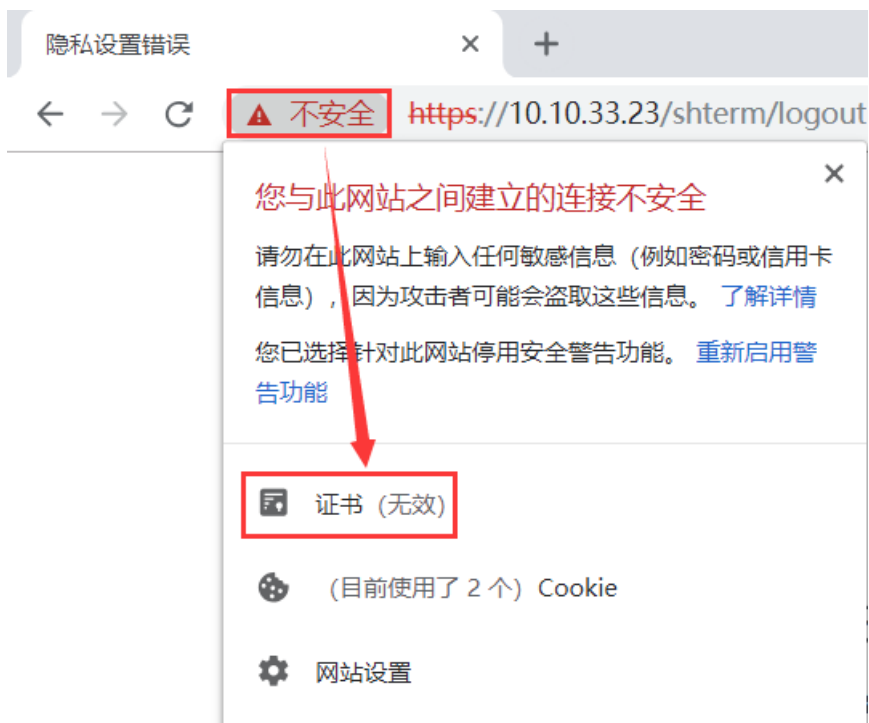 隐私设置错误
不安全 https://10.10.33.23/shterm/logout
您与此网站之间建立的连接不安全
请勿在此网站上输入任何敏感信息（例如密码或信用卡
信息），因为攻击者可能会盗取这些信息。 了解详情
您已选择针对此网站停用安全警告功能。 重新启用警
告功能
证书（无效）
（目前使用了 2 个）Cookie
网站设置